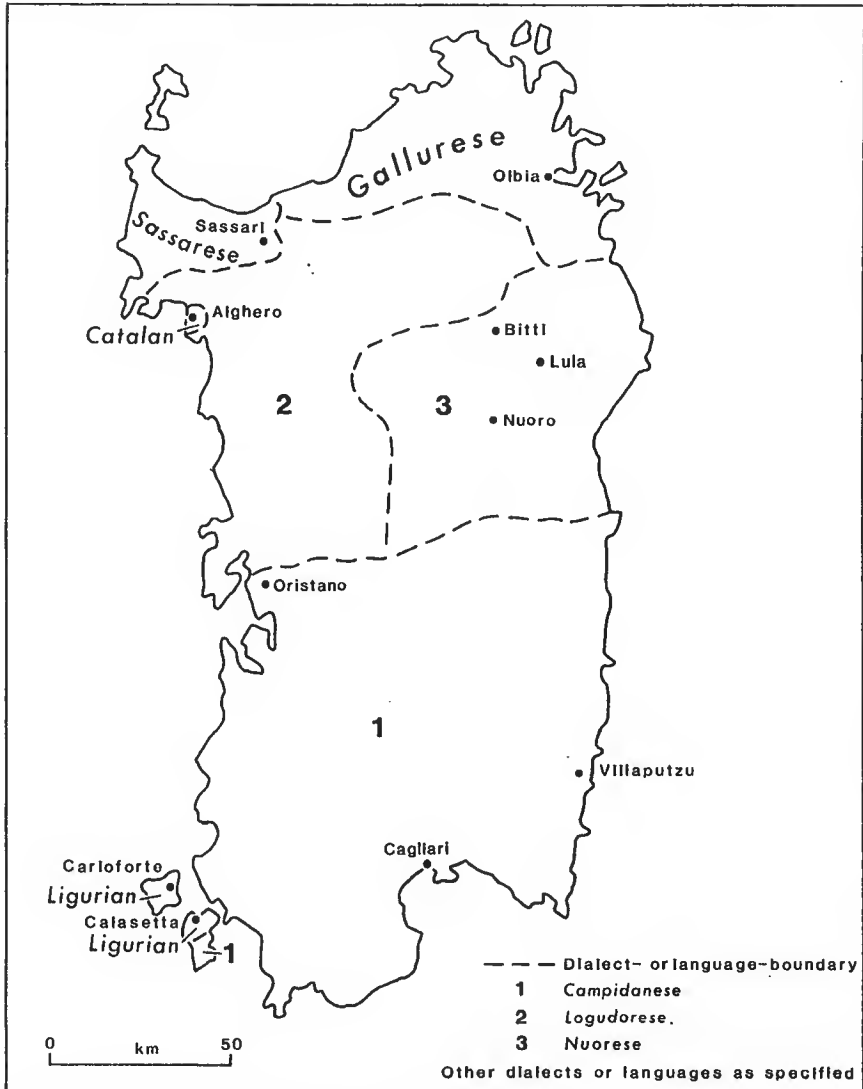 Gallurese
Olbia
Sassari
Sassarese
Alghero
Catalan
Bitti
Lula
2
3
Nuoro
Oristano
1
Villaputzu
Cagliari
Carloforte
Ligurian
Calasetta
Ligurian
1
Dialect- or language-boundary
1 Campidanese
2 Logudorese.
3 Nuorese
0 km 50
Other dialects or languages as specified